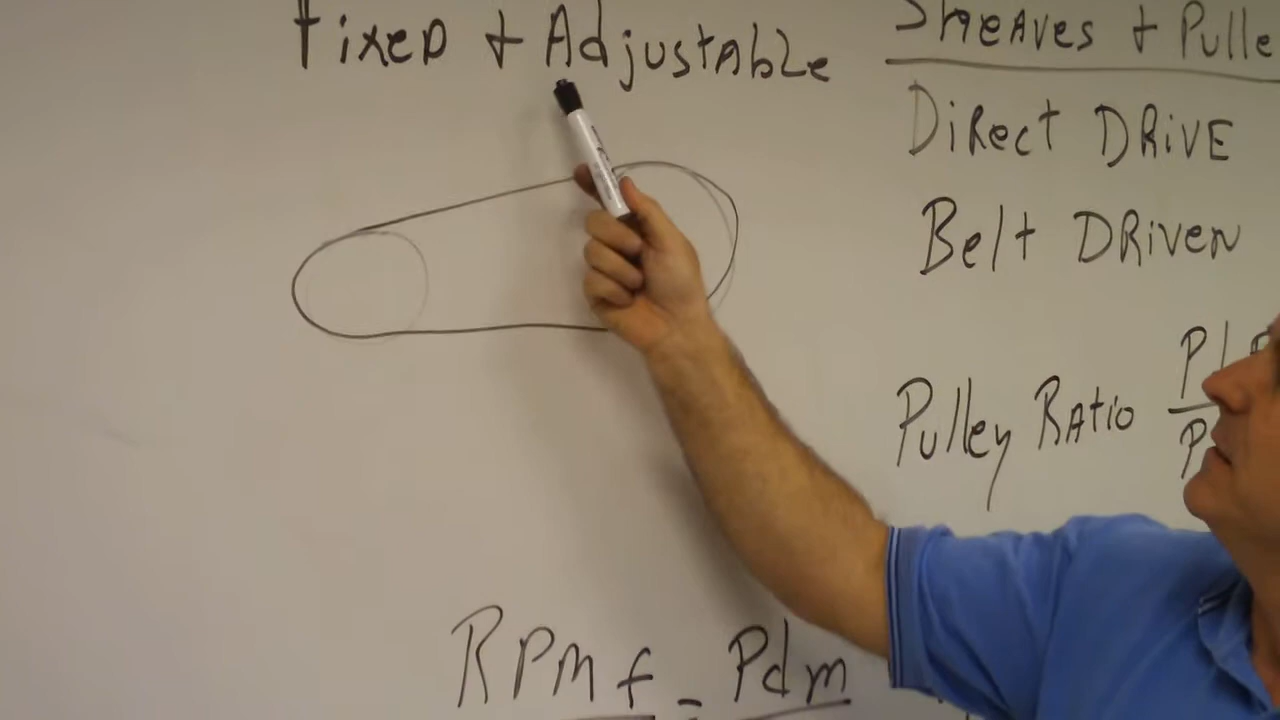 Fixed + Adjustable
Sheaves + Pulle
Direct Drive
Belt Driven
Pulley Ratio
RPMf = Pdm